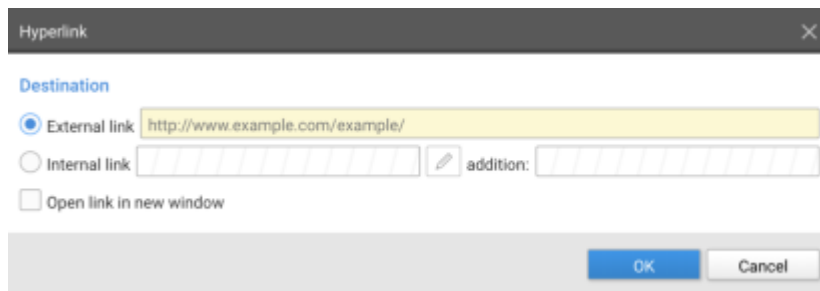 Hyperlink
Destination
External link http://www.example.com/example/
Internal link addition:
Open link in new window
OK Cancel